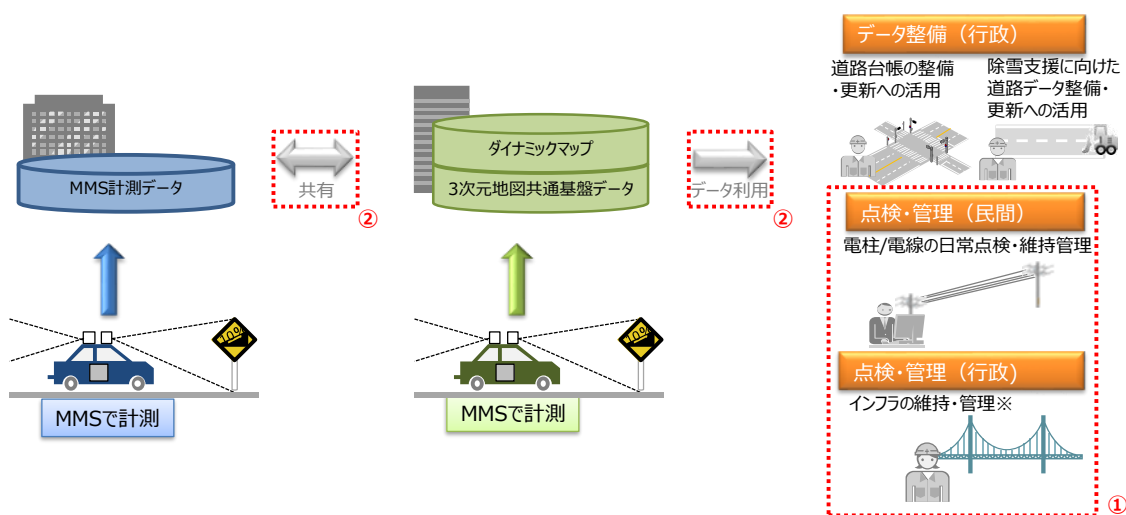 データ整備（行政）
道路台帳の整備
・更新への活用
除雪支援に向けた
道路データ整備・
更新への活用
MMS計測データ
共有
②
ダイナミックマップ
3次元地図共通基盤データ
データ利用
②
点検・管理（民間）
電柱/電線の日常点検・維持管理
10%
MMSで計測
10%
MMSで計測
点検・管理（行政）
インフラの維持・管理※
①